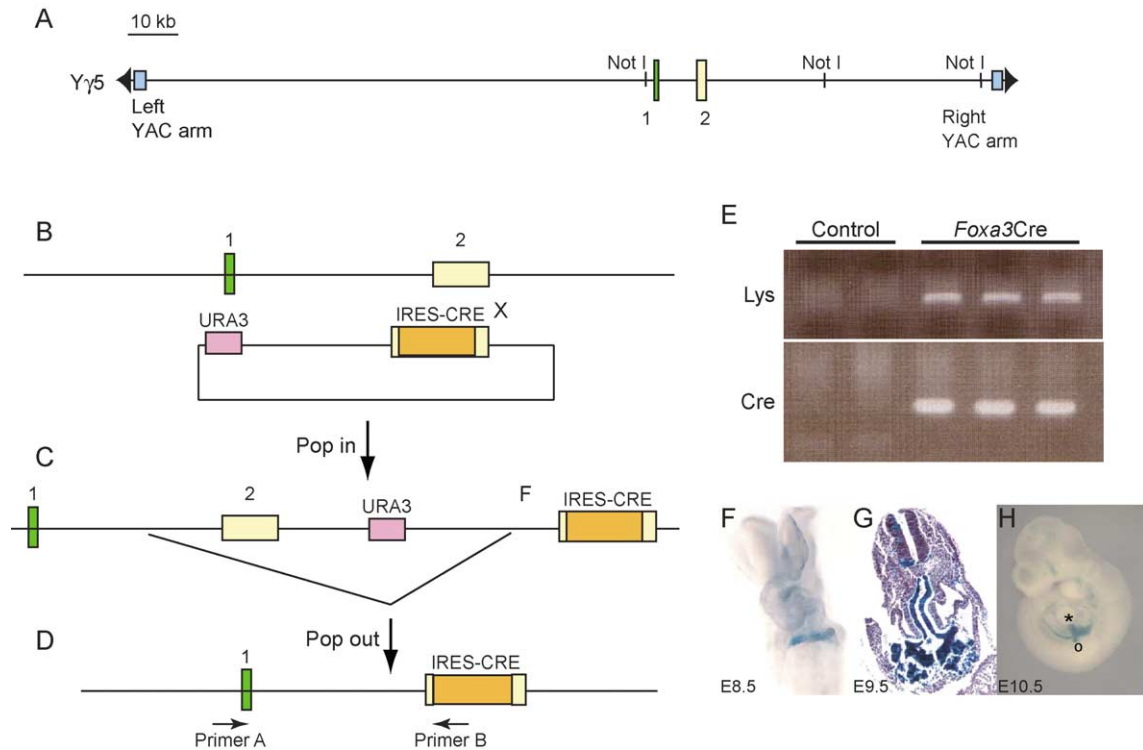 A
10 kb
Yγ5
Not I
Not I
Not I
Left
YAC arm
1
2
Right
YAC arm
B
1
2
URA3
IRES-CRE
X
Pop in
C
1
2
URA3
F
IRES-CRE
Pop out
D
1
IRES-CRE
Primer A
Primer B
E
Control
Foxa3Cre
Lys
Cre
F
E8.5
G
E9.5
H
*
o
E10.5